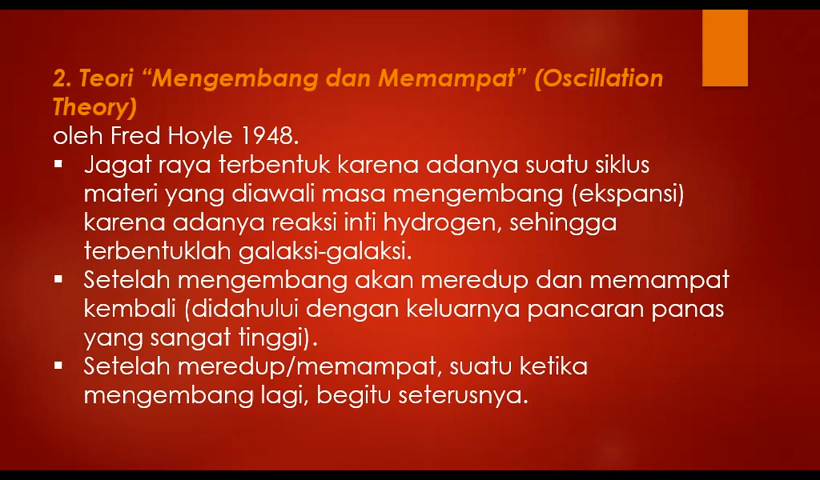 2. Teori “Mengembang dan Memampat” (Oscillation
Theory)
oleh Fred Hoyle 1948.
▪ Jagat raya terbentuk karena adanya suatu siklus
materi yang diawali masa mengembang (ekspansi)
karena adanya reaksi inti hydrogen, sehingga
terbentuklah galaksi-galaksi.
▪ Setelah mengembang akan meredup dan memampat
kembali (didahului dengan keluarnya pancaran panas
yang sangat tinggi).
▪ Setelah meredup/memampat, suatu ketika
mengembang lagi, begitu seterusnya.